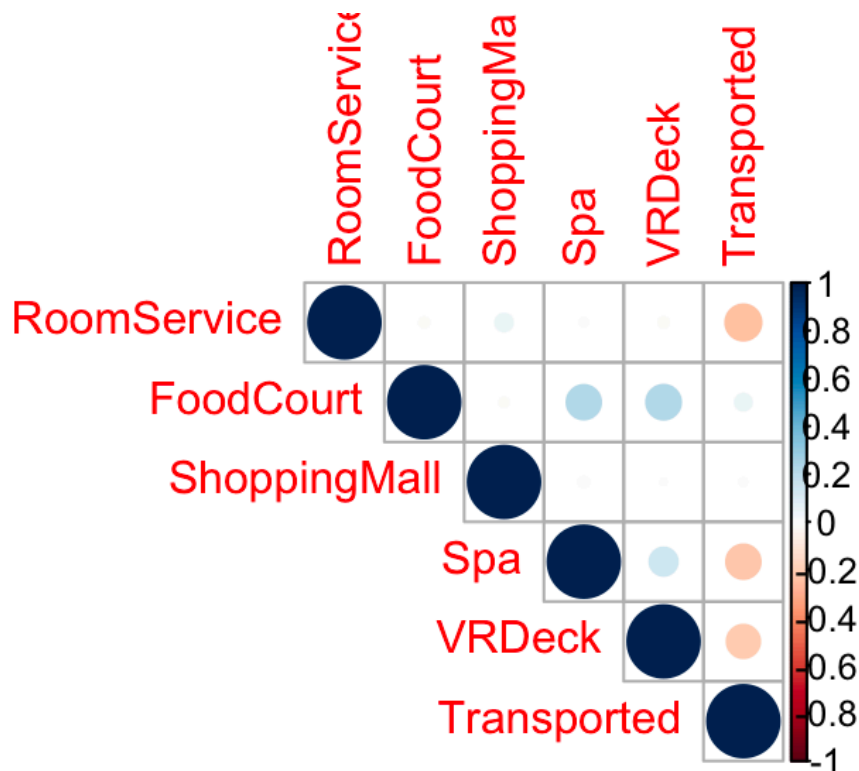 RoomService
FoodCourt
ShoppingMa
Spa
VRDeck
Transported
RoomService
FoodCourt
ShoppingMall
Spa
VRDeck
Transported
1
0.8
0.6
0.4
0.2
0
-0.2
-0.4
-0.6
-0.8
-1